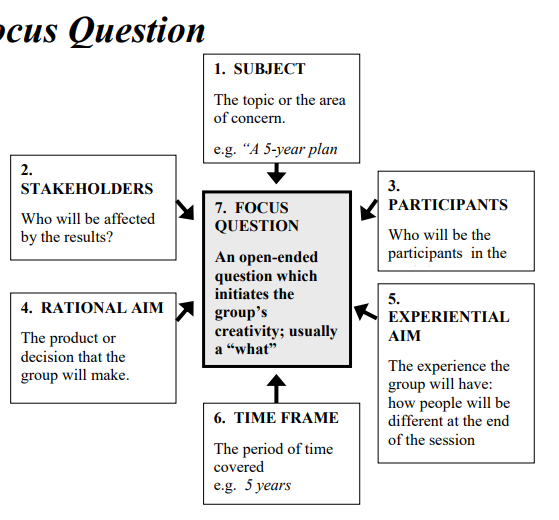 ocus Question
1. SUBJECT
The topic or the area
of concern.
e.g. “A 5-year plan
2.
STAKEHOLDERS
Who will be affected
by the results?
3.
PARTICIPANTS
Who will be the
participants in the
7. FOCUS
QUESTION
An open-ended
question which
initiates the
group’s
creativity; usually
a “what”
4. RATIONAL AIM
The product or
decision that the
group will make.
5.
EXPERIENTIAL
AIM
The experience the
group will have:
how people will be
different at the end
of the session
6. TIME FRAME
The period of time
covered
e.g. 5 years